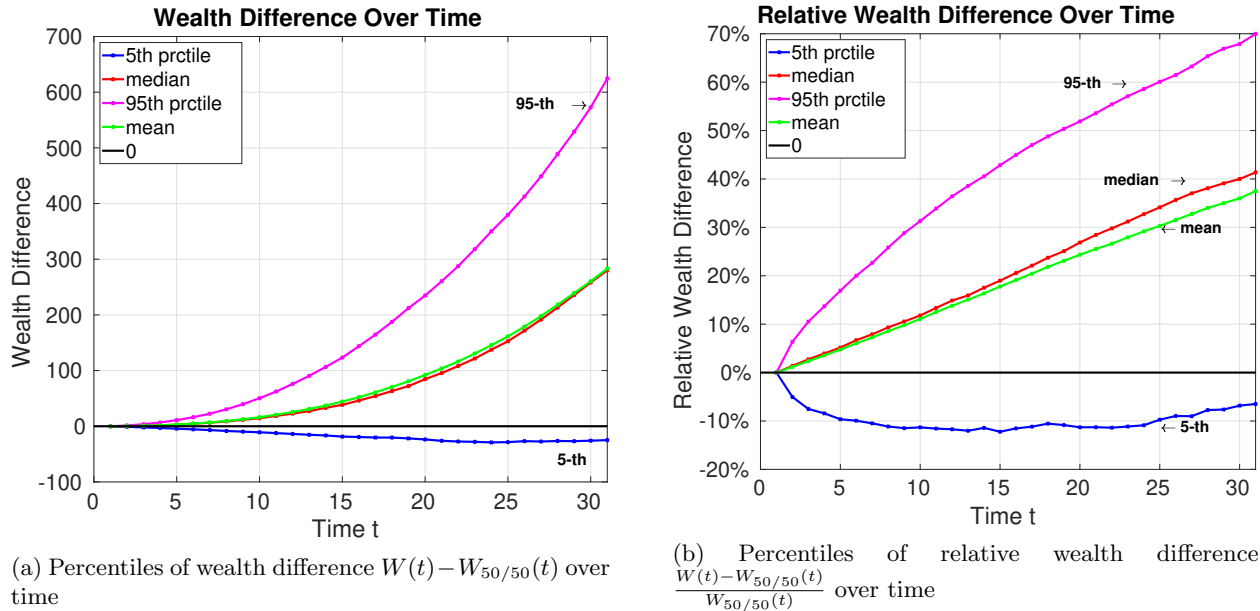 Wealth Difference Over Time
700
600
500
400
300
200
100
0
-100
Wealth Difference
5th prctile
median
95th prctile
mean
0
95-th →
5-th
0 5 10 15 20 25 30
Time t
(a) Percentiles of wealth difference W(t)−W50/50(t) over
time
Relative Wealth Difference Over Time
70%
60%
50%
40%
30%
20%
10%
0%
-10%
-20%
Relative Wealth Difference
5th prctile
median
95th prctile
mean
0
95-th →
median →
← mean
← 5-th
0 5 10 15 20 25 30
Time t
(b) Percentiles of relative wealth difference
W(t)−W50/50(t)
W50/50(t)
over time